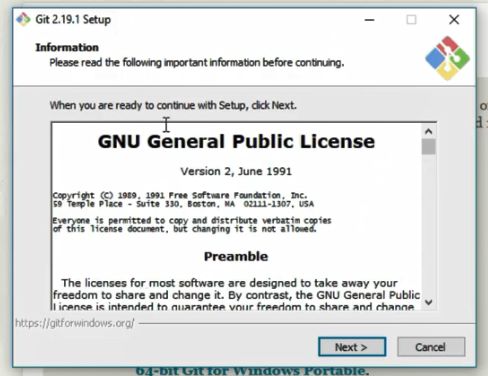 Git 2.19.1 Setup
Information
Please read the following important information before continuing.
When you are ready to continue with Setup, click Next.
GNU General Public License
Version 2, June 1991
Copyright (C) 1989, 1991 Free Software Foundation, Inc.
59 Temple Place - Suite 330, Boston, MA 02111-1307, USA
Everyone is permitted to copy and distribute verbatim copies
of this license document, but changing it is not allowed.
Preamble
The licenses for most software are designed to take away your
freedom to share and change it. By contrast, the GNU General Public
License is intended to guarantee your freedom to share and change
https://gitforwindows.org/
Next >
Cancel
64-bit Git for Windows Portable.